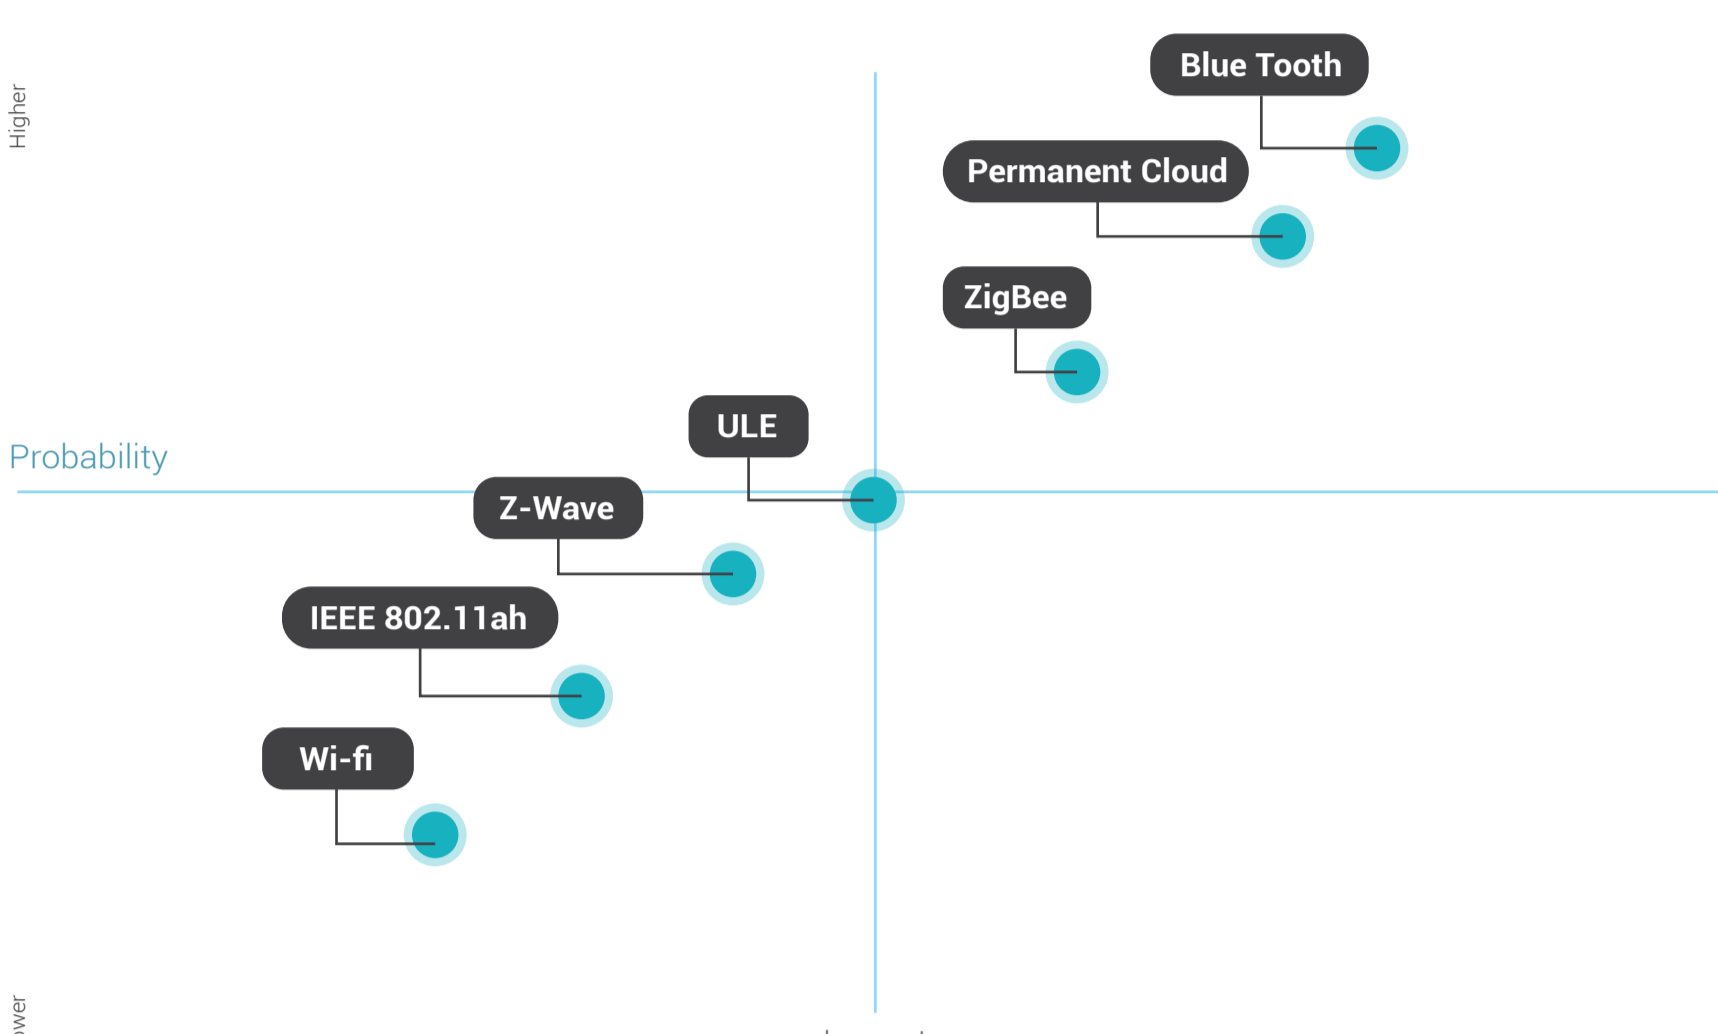 Higher
Blue Tooth
Permanent Cloud
ZigBee
ULE
Probability
Z-Wave
IEEE 802.11ah
Wi-fi